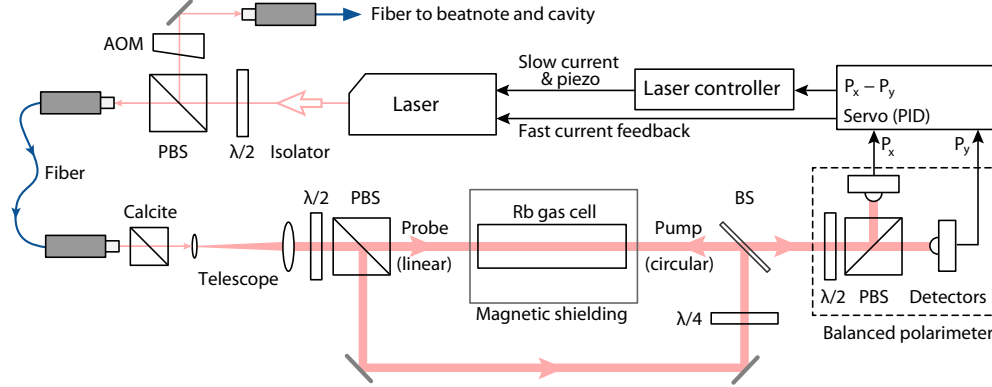 Fiber to beatnote and cavity
AOM
Slow current
& piezo
Laser controller
Pₓ – Pᵧ
Servo (PID)
Laser
Fast current feedback
PBS
λ/2
Isolator
Pₓ
Pᵧ
Fiber
Calcite
λ/2
PBS
Rb gas cell
BS
Probe
(linear)
Pump
(circular)
Telescope
Magnetic shielding
λ/4
λ/2
PBS
Detectors
Balanced polarimeter